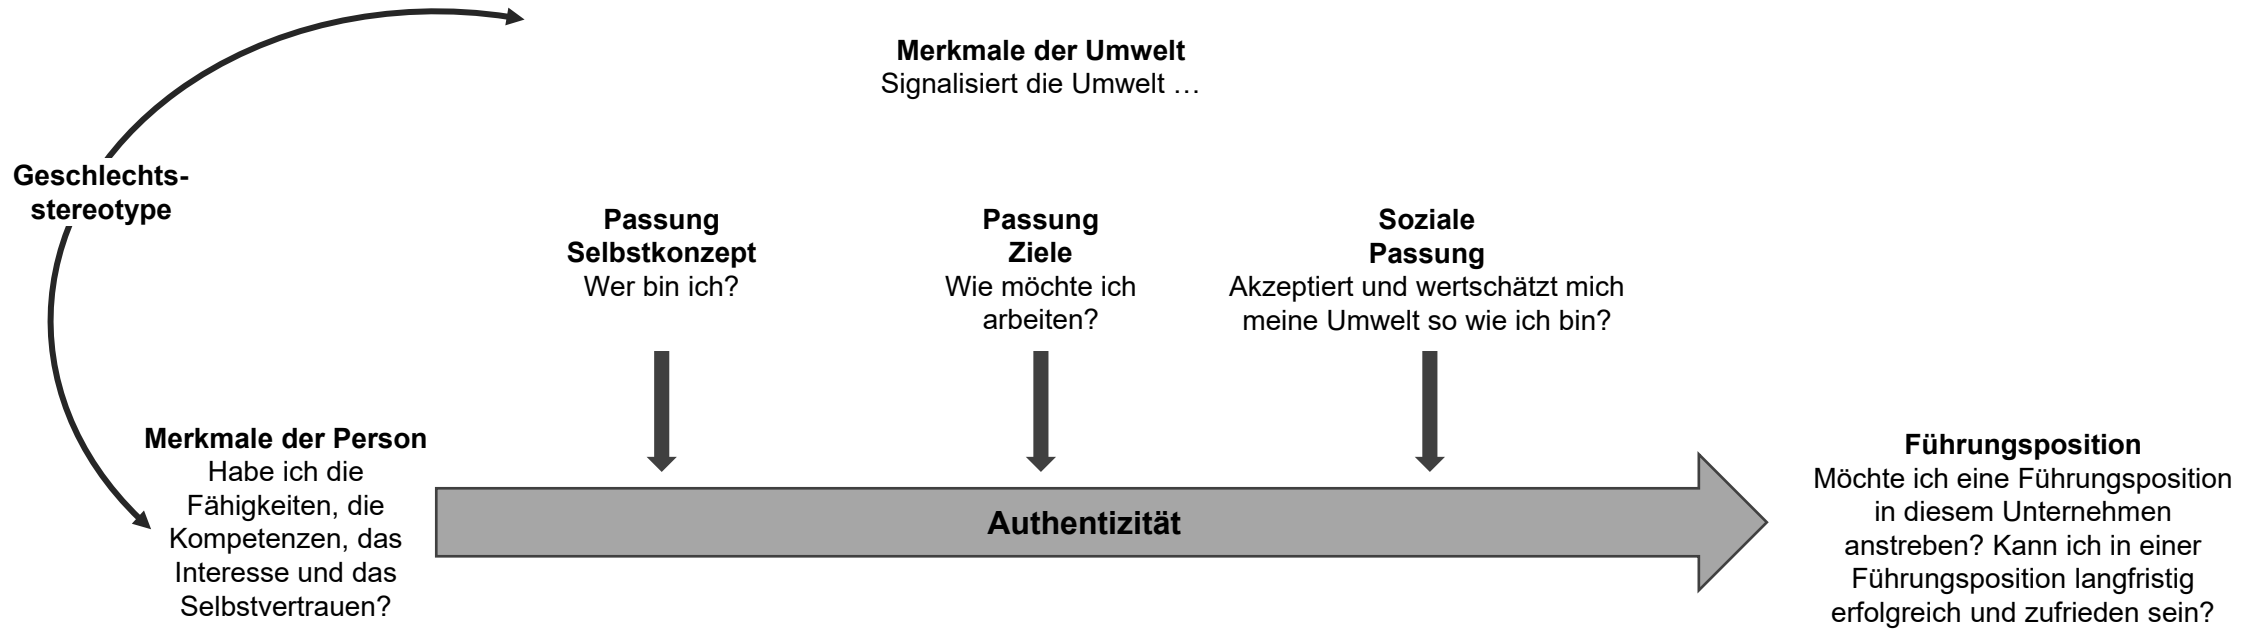 Merkmale der Umwelt
Signalisiert die Umwelt …
Geschlechts-
stereotype
Passung
Selbstkonzept
Wer bin ich?
Passung
Ziele
Wie möchte ich
arbeiten?
Soziale
Passung
Akzeptiert und wertschätzt mich
meine Umwelt so wie ich bin?
Merkmale der Person
Habe ich die
Fähigkeiten, die
Kompetenzen, das
Interesse und das
Selbstvertrauen?
Authentizität
Führungsposition
Möchte ich eine Führungsposition
in diesem Unternehmen
anstreben? Kann ich in einer
Führungsposition langfristig
erfolgreich und zufrieden sein?